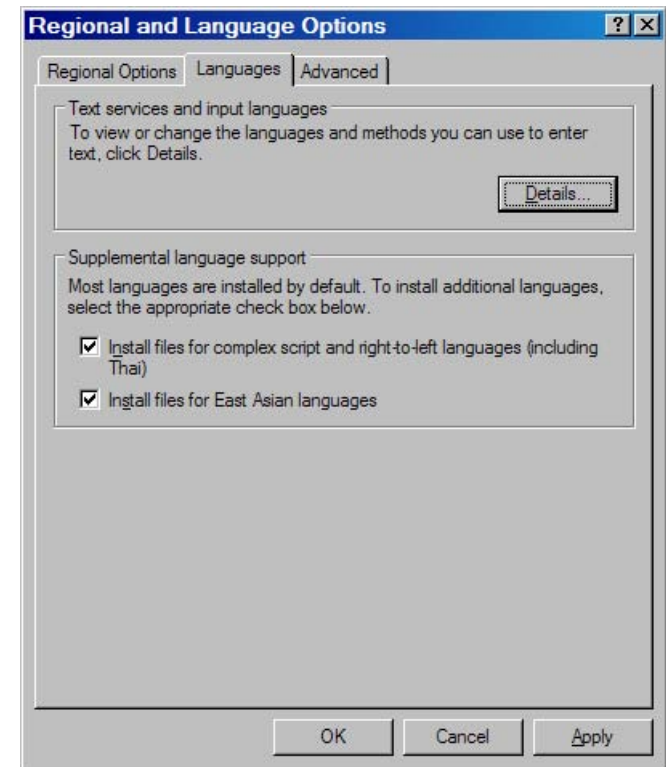 Regional and Language Options
Regional Options Languages Advanced
Text services and input languages
To view or change the languages and methods you can use to enter
text, click Details.
Details...
Supplemental language support
Most languages are installed by default. To install additional languages,
select the appropriate check box below.
Install files for complex script and right-to-left languages (including
Thai)
Install files for East Asian languages
OK Cancel Apply